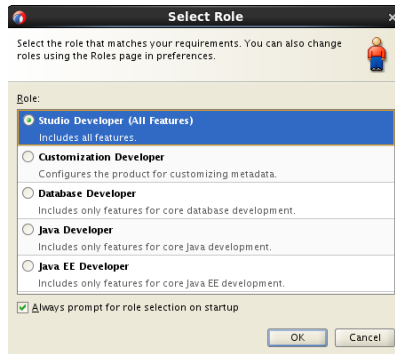 Select Role
Select the role that matches your requirements. You can also change
roles using the Roles page in preferences.
Role:
Studio Developer (All Features)
Includes all features.
Customization Developer
Configures the product for customizing metadata.
Database Developer
Includes only features for core database development.
Java Developer
Includes only features for core Java development.
Java EE Developer
Includes only features for core Java EE development.
Always prompt for role selection on startup
OK
Cancel